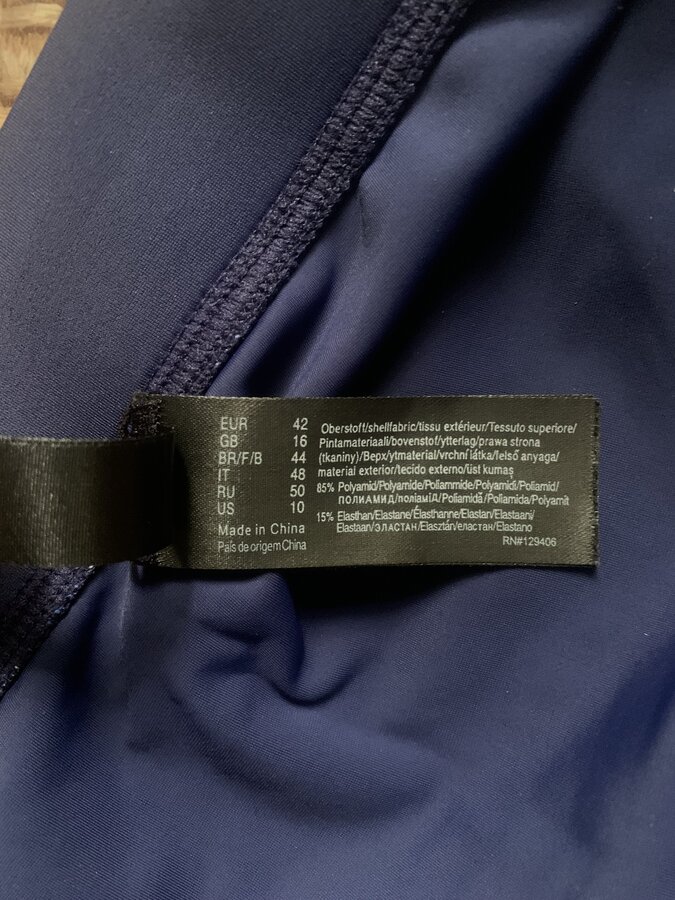 EUR 42
GB 16
BR/F/B 44
IT 48
RU 50
US 10
Made in China
País de origem China
Oberstoff/shellfabric/tissu extérieur/Tessuto superiore/
Pintamateriaali/bovenstof/ytterlag/prawa strona
(tkaniny)/Верх/ytmaterial/vrchní látka/felső anyaga/
material exterior/tecido externo/üst kumaş
85% Polyamid/Polyamide/Poliammide/Polyamidi/Poliamid/
ПОЛИАМИД/поліамід/Poliamidă/Poliamida/Polyamit
15% Elasthan/Elastane/Élasthanne/Elastan/Elastaani/
Elastaan/ЭЛАСТАН/Elasztán/еластан/Elastano
RN#129406